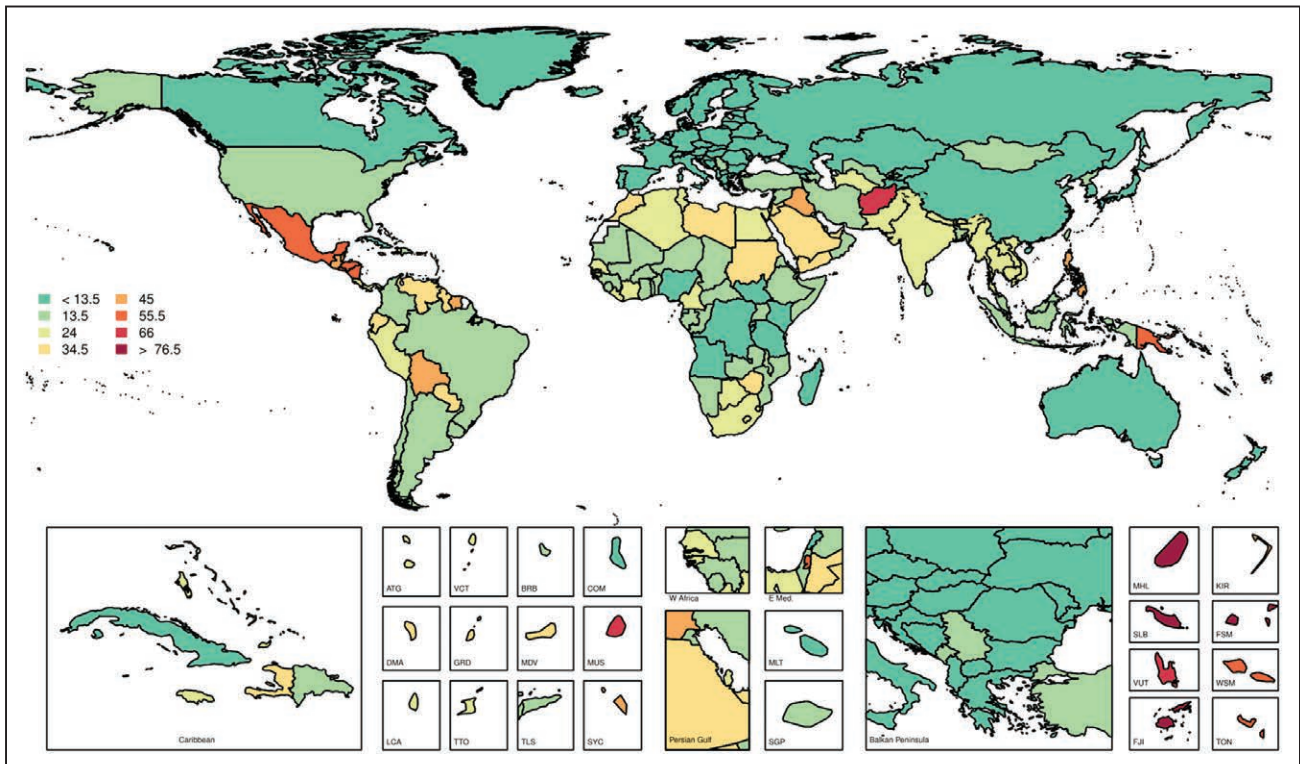 < 13.5 45
13.5 55.5
24 66
34.5 > 76.5
Caribbean
ATG VCT BRB COM
DMA GRD MDV MUS
LCA TTO TLS SYC
W Africa E Med.
Persian Gulf
MLT
SGP
Balkan Peninsula
MHL KIR
SLB FSM
VUT WSM
FJI TON